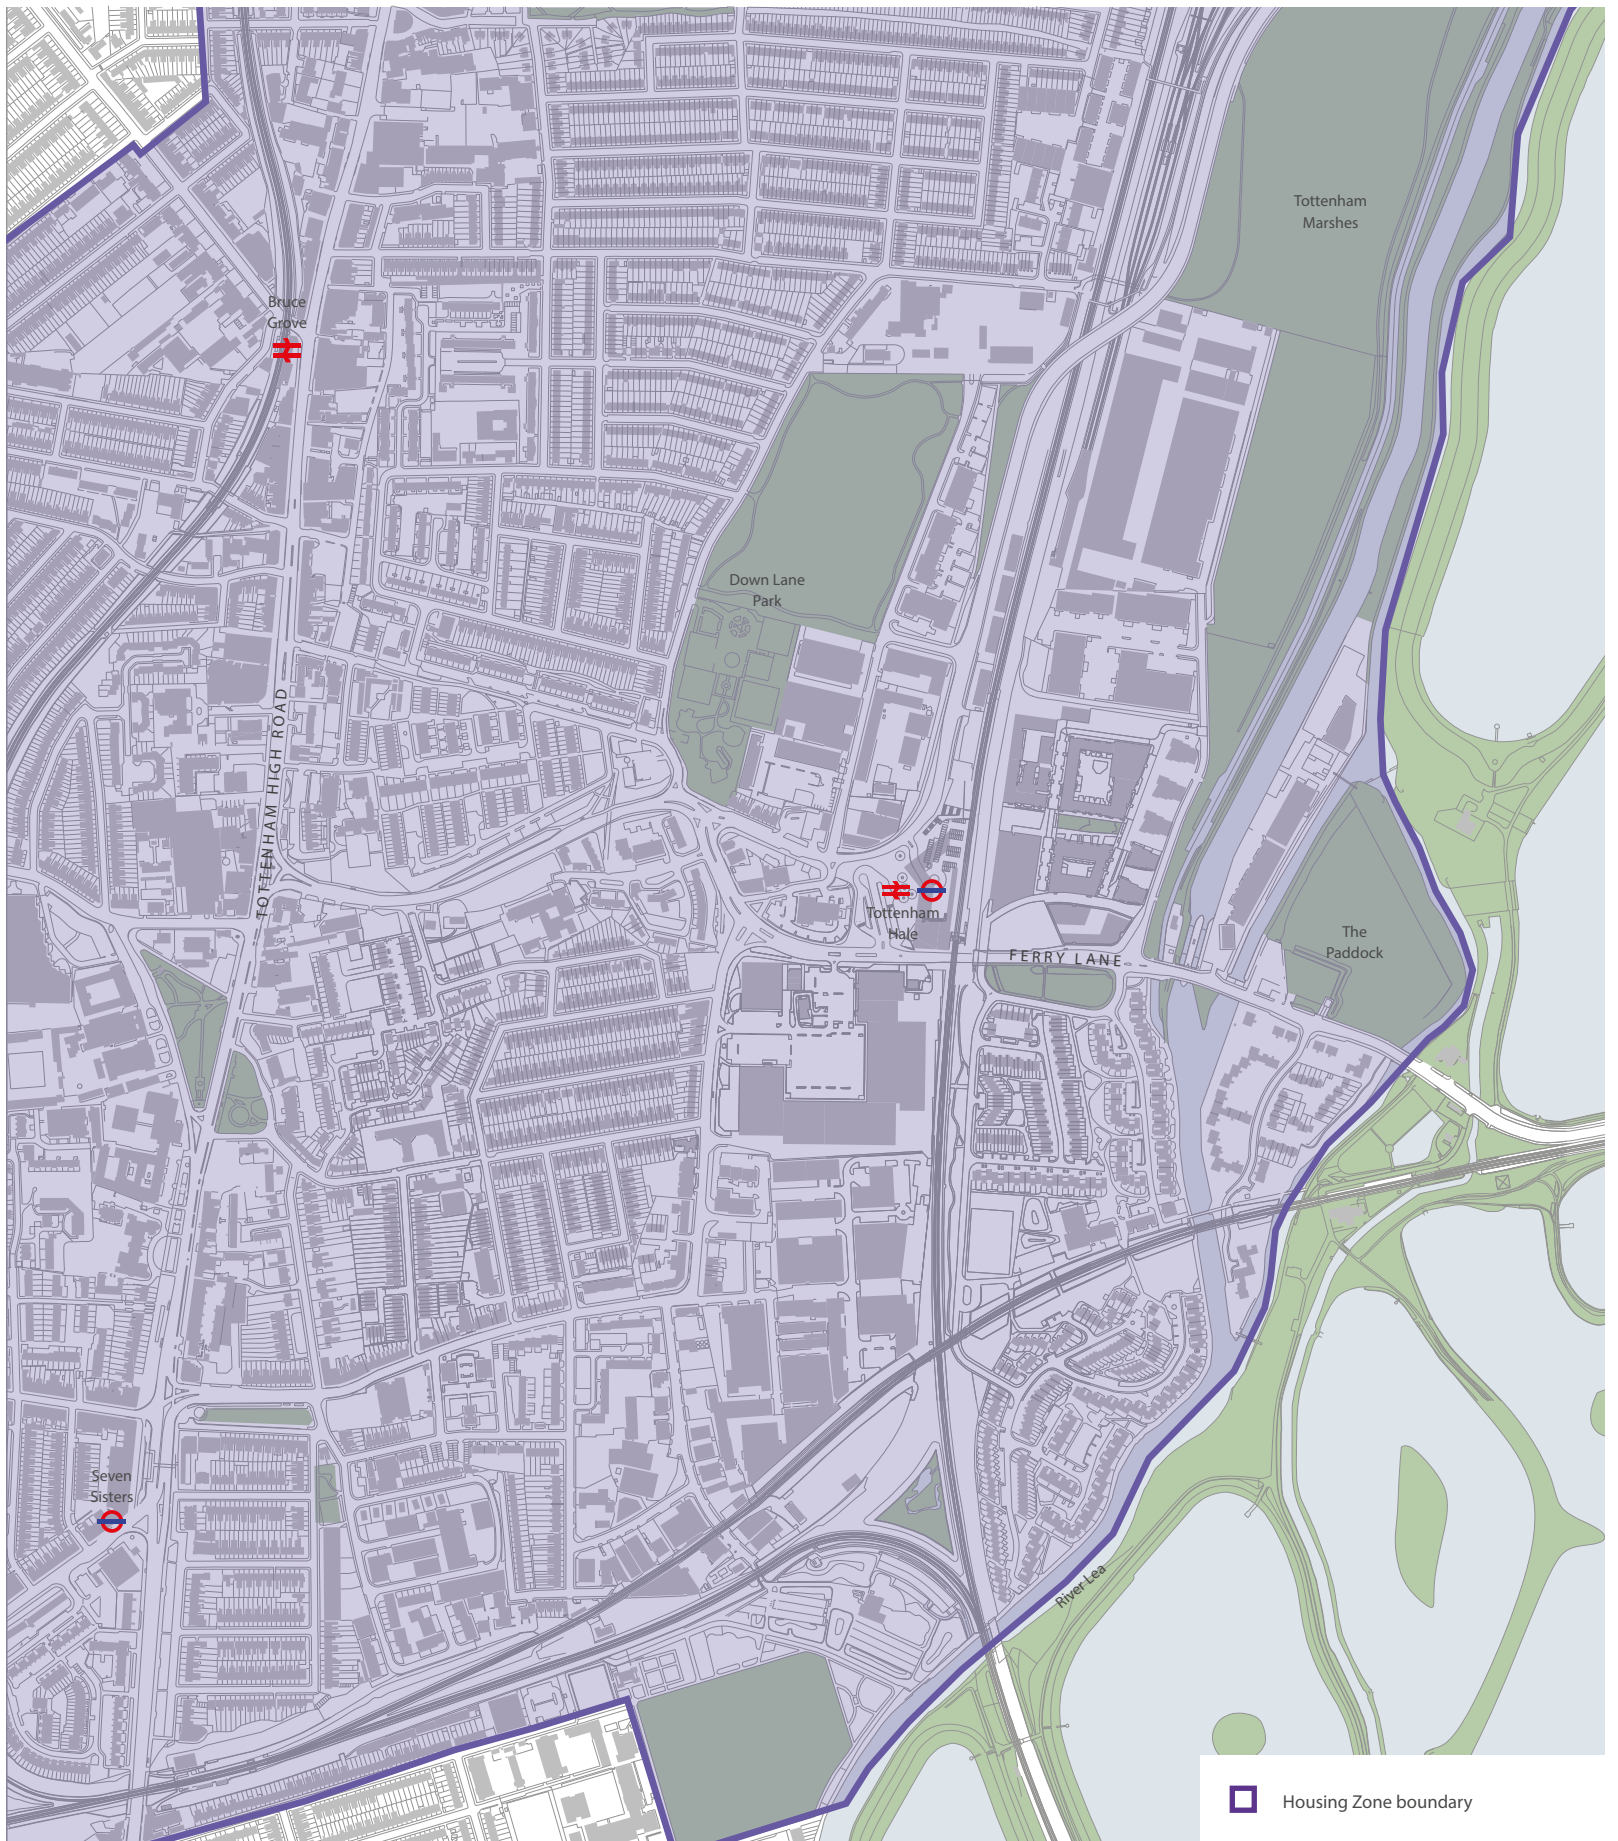 Tottenham
Marshes
Bruce
Grove
Down Lane
Park
TOTTENHAM HIGH ROAD
Tottenham
Hale
FERRY LANE
The
Paddock
Seven
Sisters
River Lea
Housing Zone boundary